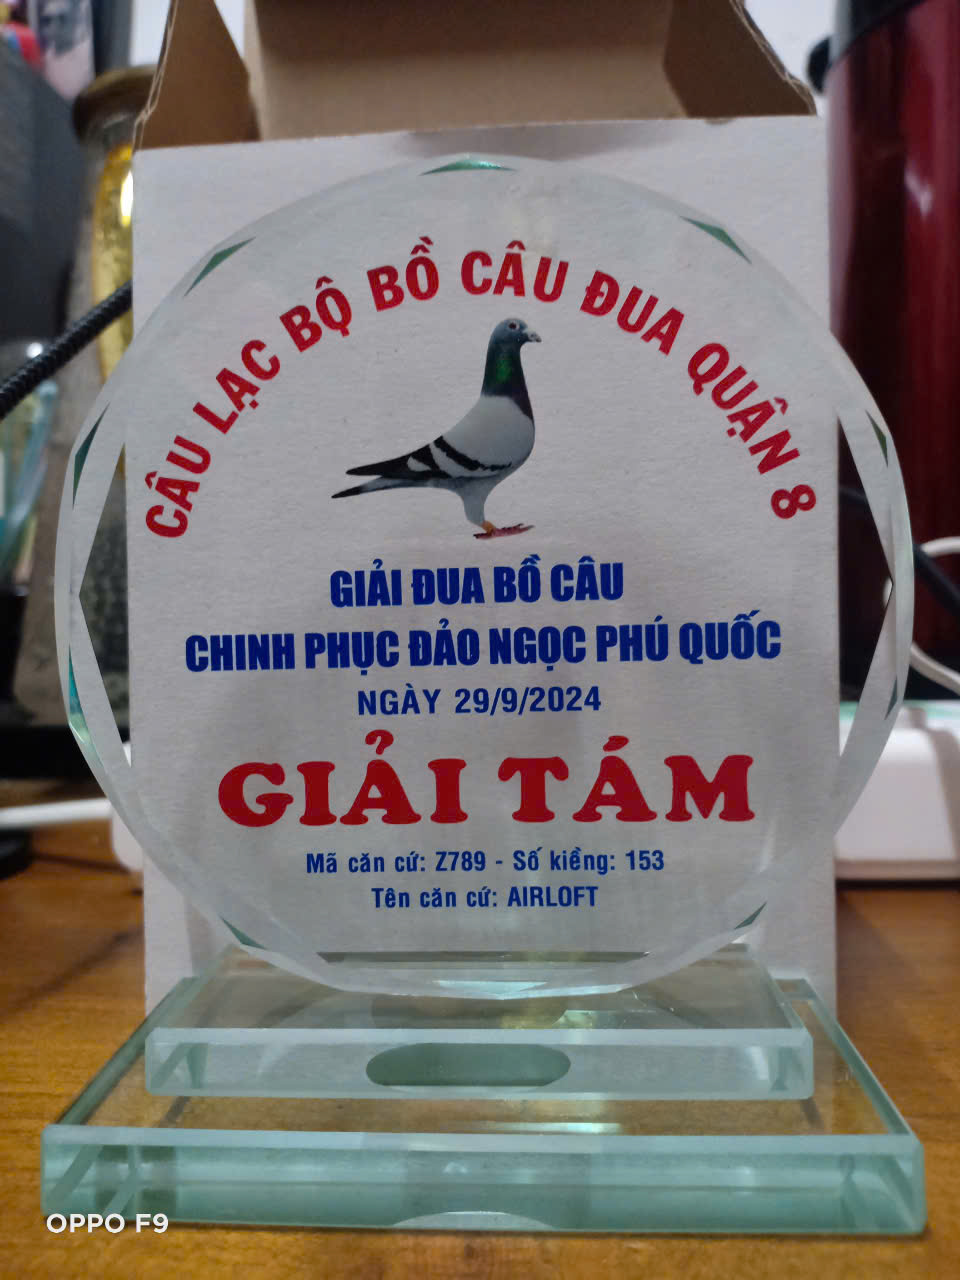 CÂU LẠC BỘ BỒ CÂU ĐUA QUẬN 8
GIẢI ĐUA BỒ CÂU
CHINH PHỤC ĐẢO NGỌC PHÚ QUỐC
NGÀY 29/9/2024
GIẢI TÁM
Mã căn cứ: Z789 - Số kiềng: 153
Tên căn cứ: AIRLOFT
OPPO F9